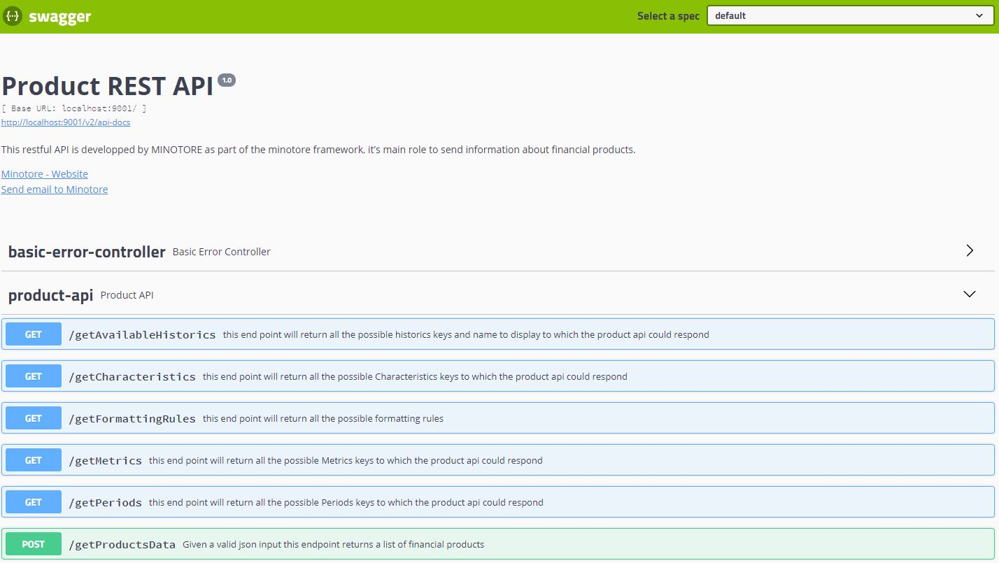 swagger
Select a spec default
Product REST API 1.0
[ Base URL: localhost:9001/ ]
http://localhost:9001/v2/api-docs
This restful API is developped by MINOTORE as part of the minotore framework, it's main role to send information about financial products.
Minotore - Website
Send email to Minotore
basic-error-controller Basic Error Controller
product-api Product API
GET /getAvailableHistorics this end point will return all the possible historics keys and name to display to which the product api could respond
GET /getCharacteristics this end point will return all the possible Characteristics keys to which the product api could respond
GET /getFormattingRules this end point will return all the possible formatting rules
GET /getMetrics this end point will return all the possible Metrics keys to which the product api could respond
GET /getPeriods this end point will return all the possible Periods keys to which the product api could respond
POST /getProductsData Given a valid json input this endpoint returns a list of financial products